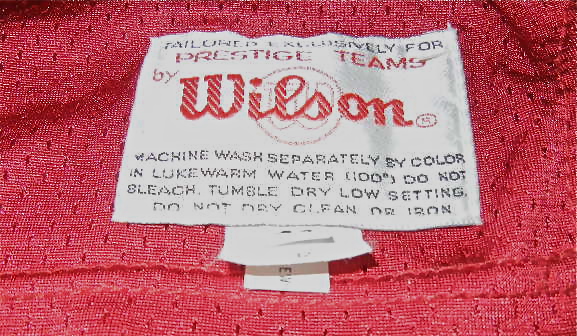 TAILORED EXCLUSIVELY FOR
PRESTIGE TEAMS
by Wilson ®
MACHINE WASH SEPARATELY BY COLOR
IN LUKEWARM WATER (100°) DO NOT
BLEACH. TUMBLE DRY LOW SETTING.
DO NOT DRY CLEAN OR IRON